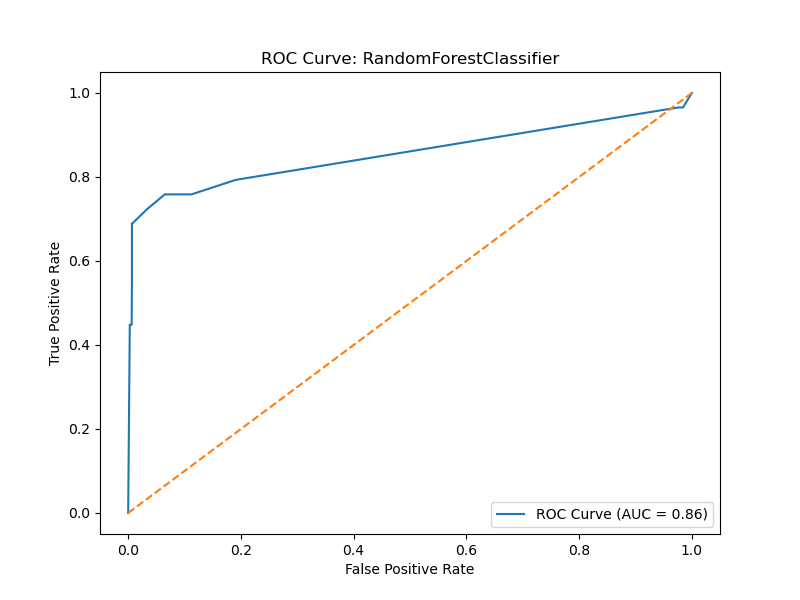 ROC Curve: RandomForestClassifier
True Positive Rate
1.0
0.8
0.6
0.4
0.2
0.0
ROC Curve (AUC = 0.86)
0.0 0.2 0.4 0.6 0.8 1.0
False Positive Rate